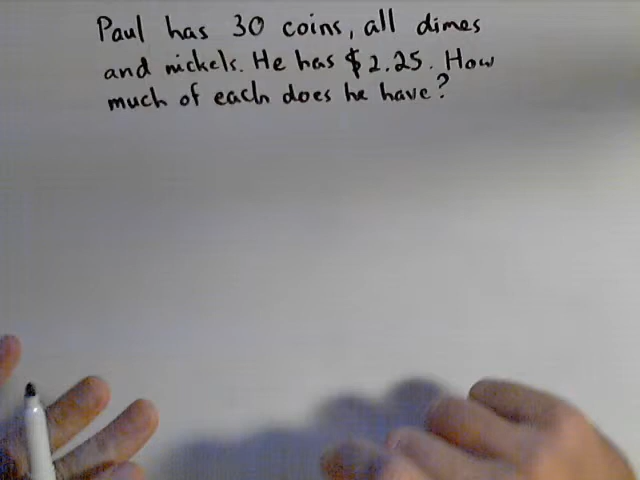 Paul has 30 coins, all dimes
and nickels. He has $2.25. How
much of each does he have?